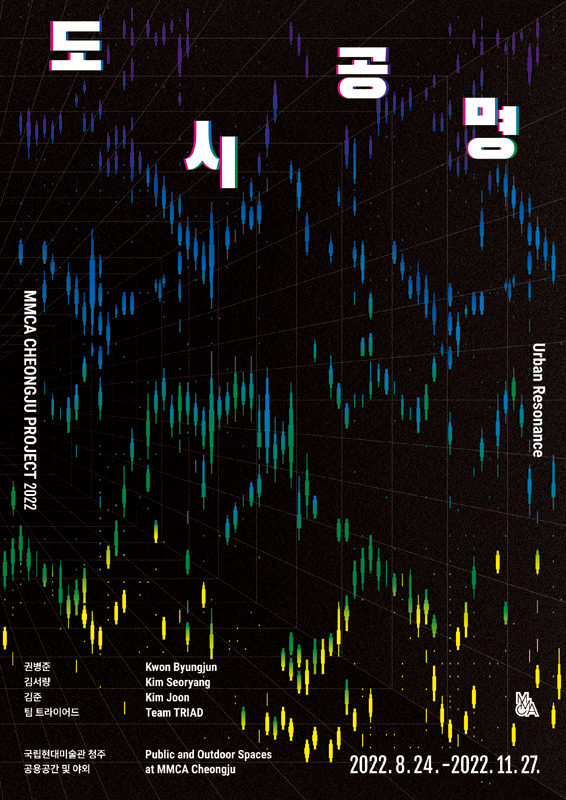 도시공명
MMCA CHEONGJU PROJECT 2022
Urban Resonance
권병준 Kwon Byungjun
김서량 Kim Seoryang
김준 Kim Joon
팀 트라이어드 Team TRIAD
MMCA
국립현대미술관 청주 Public and Outdoor Spaces
공용공간 및 야외 at MMCA Cheongju
2022. 8. 24. -2022. 11. 27.